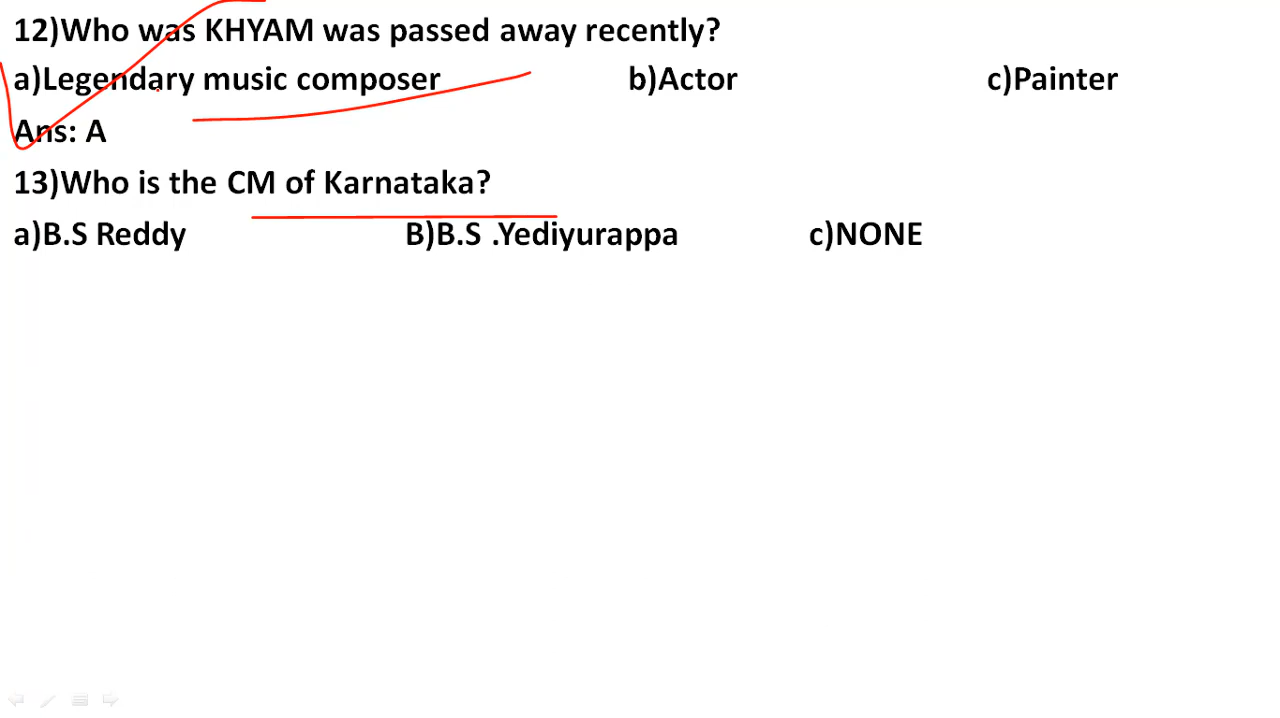 12)Who was KHYAM was passed away recently?
a)Legendary music composer b)Actor c)Painter
Ans: A
13)Who is the CM of Karnataka?
a)B.S Reddy B)B.S .Yediyurappa c)NONE